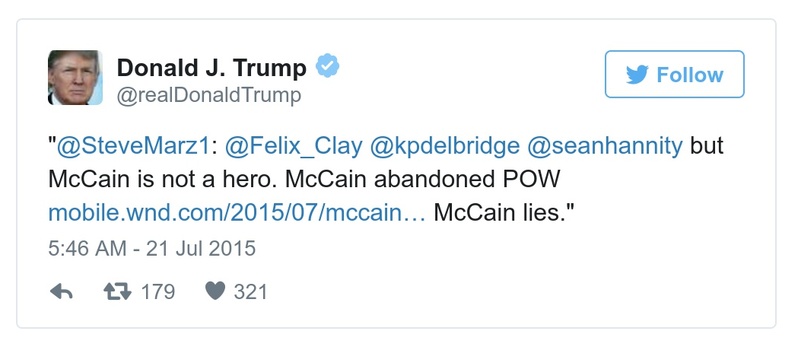 Donald J. Trump
@realDonaldTrump
Follow
"@SteveMarz1: @Felix_Clay @kpdelbridge @seanhannity but
McCain is not a hero. McCain abandoned POW
mobile.wnd.com/2015/07/mccain… McCain lies."
5:46 AM - 21 Jul 2015
179 321